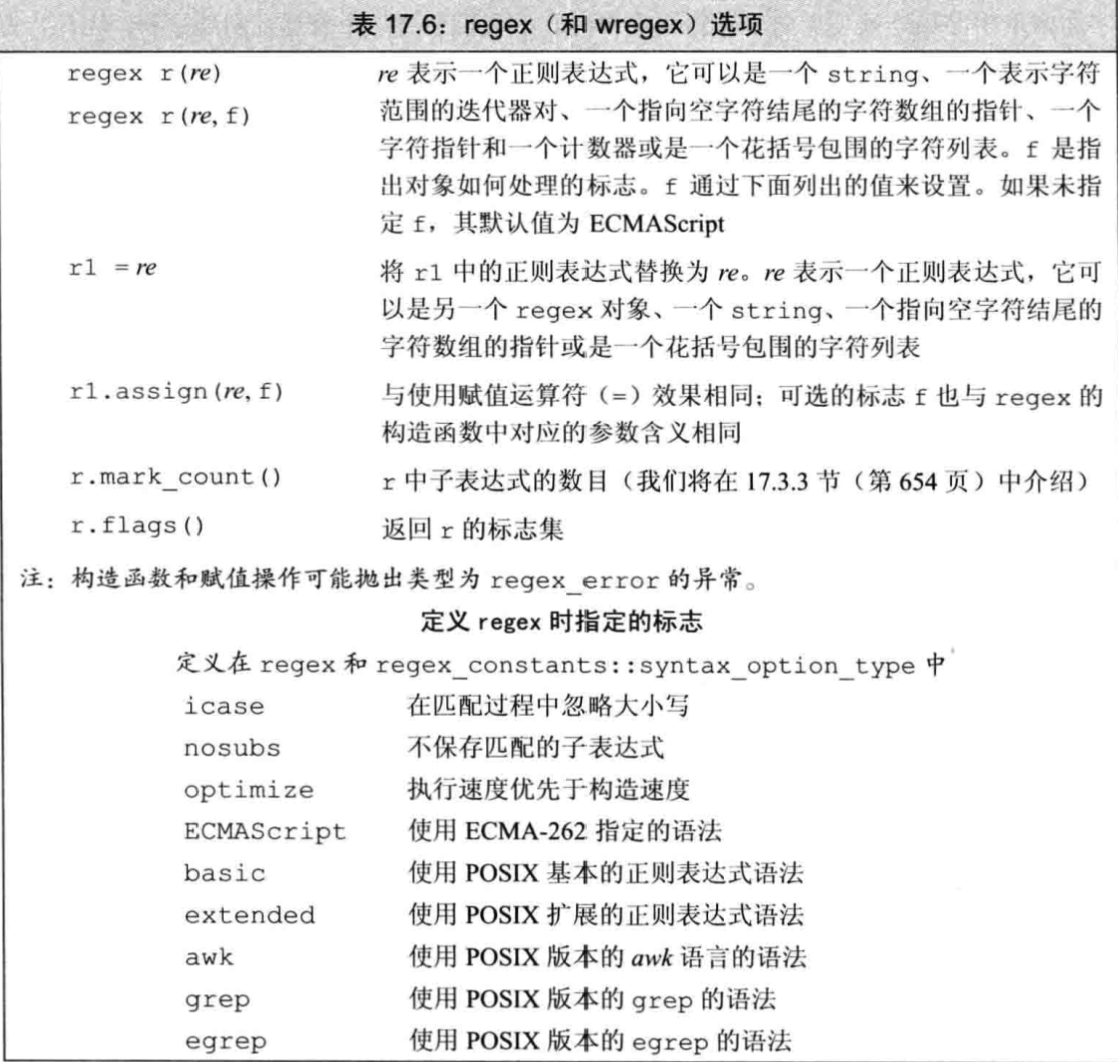 表 17.6：regex（和 wregex）选项
regex r(re)
regex r(re, f)
re 表示一个正则表达式，它可以是一个 string、一个表示字符
范围的迭代器对、一个指向空字符结尾的字符数组的指针、一个
字符指针和一个计数器或是一个花括号包围的字符列表。f 是指
出对象如何处理的标志。f 通过下面列出的值来设置。如果未指
定 f，其默认值为 ECMAScript
r1 = re
将 r1 中的正则表达式替换为 re。re 表示一个正则表达式，它可
以是另一个 regex 对象、一个 string、一个指向空字符结尾的
字符数组的指针或是一个花括号包围的字符列表
r1.assign(re, f)
与使用赋值运算符（=）效果相同；可选的标志 f 也与 regex 的
构造函数中对应的参数含义相同
r.mark_count()
r 中子表达式的数目（我们将在 17.3.3 节（第 654 页）中介绍）
r.flags()
返回 r 的标志集
注：构造函数和赋值操作可能抛出类型为 regex_error 的异常。
定义 regex 时指定的标志
定义在 regex 和 regex_constants::syntax_option_type 中
icase 在匹配过程中忽略大小写
nosubs 不保存匹配的子表达式
optimize 执行速度优先于构造速度
ECMAScript 使用 ECMA-262 指定的语法
basic 使用 POSIX 基本的正则表达式语法
extended 使用 POSIX 扩展的正则表达式语法
awk 使用 POSIX 版本的 awk 语言的语法
grep 使用 POSIX 版本的 grep 的语法
egrep 使用 POSIX 版本的 egrep 的语法